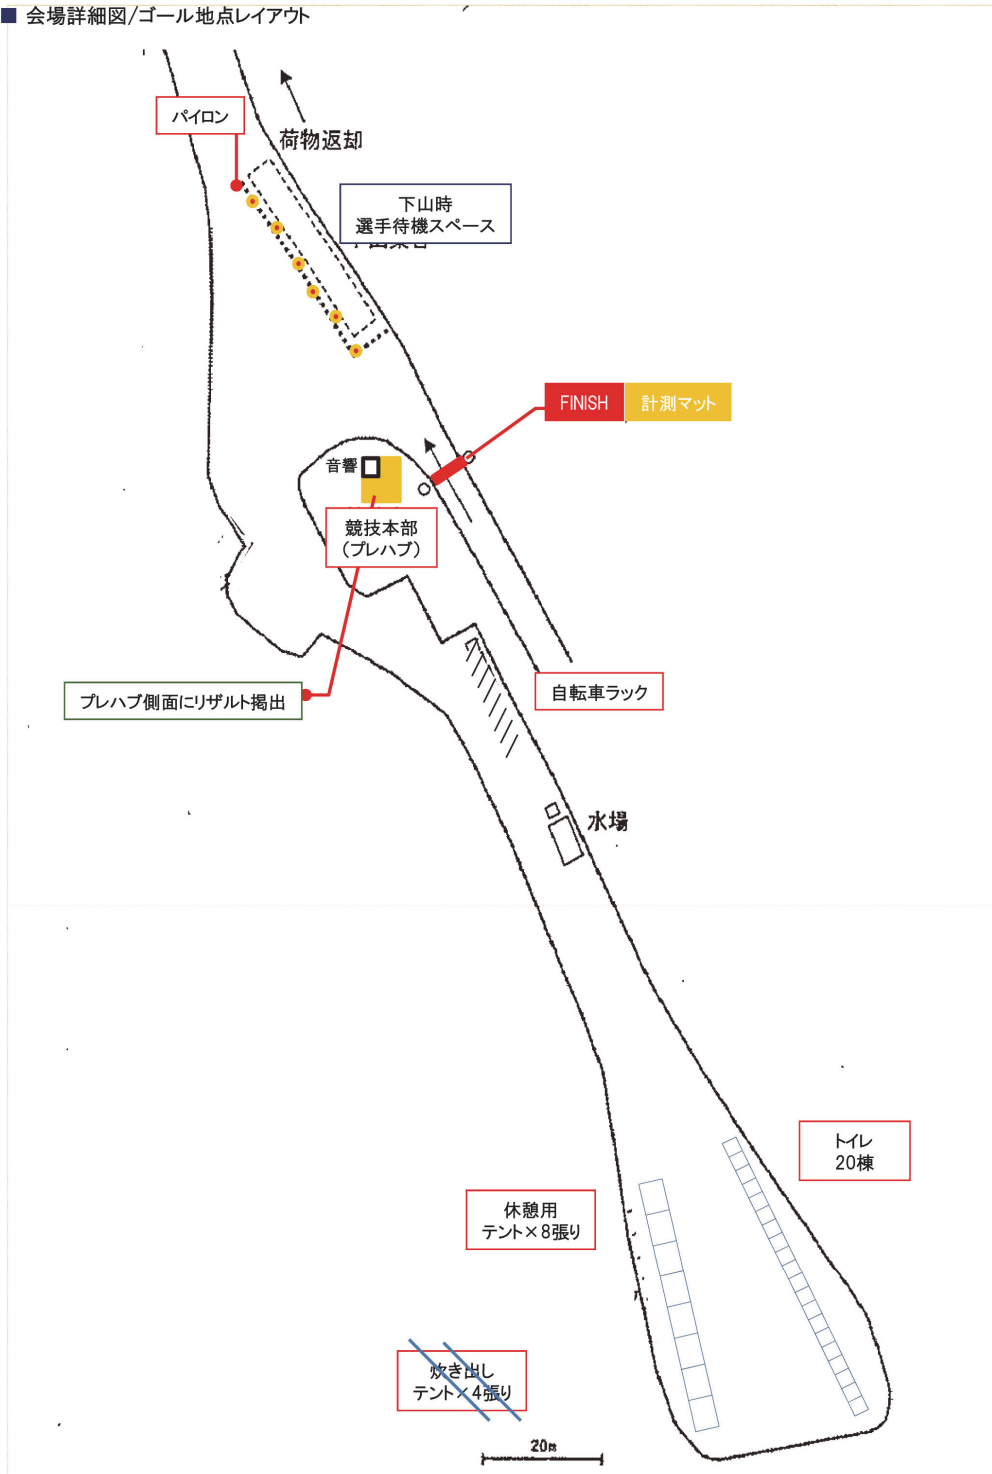 ■ 会場詳細図/ゴール地点レイアウト
パイロン
荷物返却
下山時
選手待機スペース
FINISH
計測マット
音響
競技本部
（プレハブ）
自転車ラック
プレハブ側面にリザルト掲出
水場
トイレ
20棟
休憩用
テント×8張り
炊き出し
テント×4張り
20m